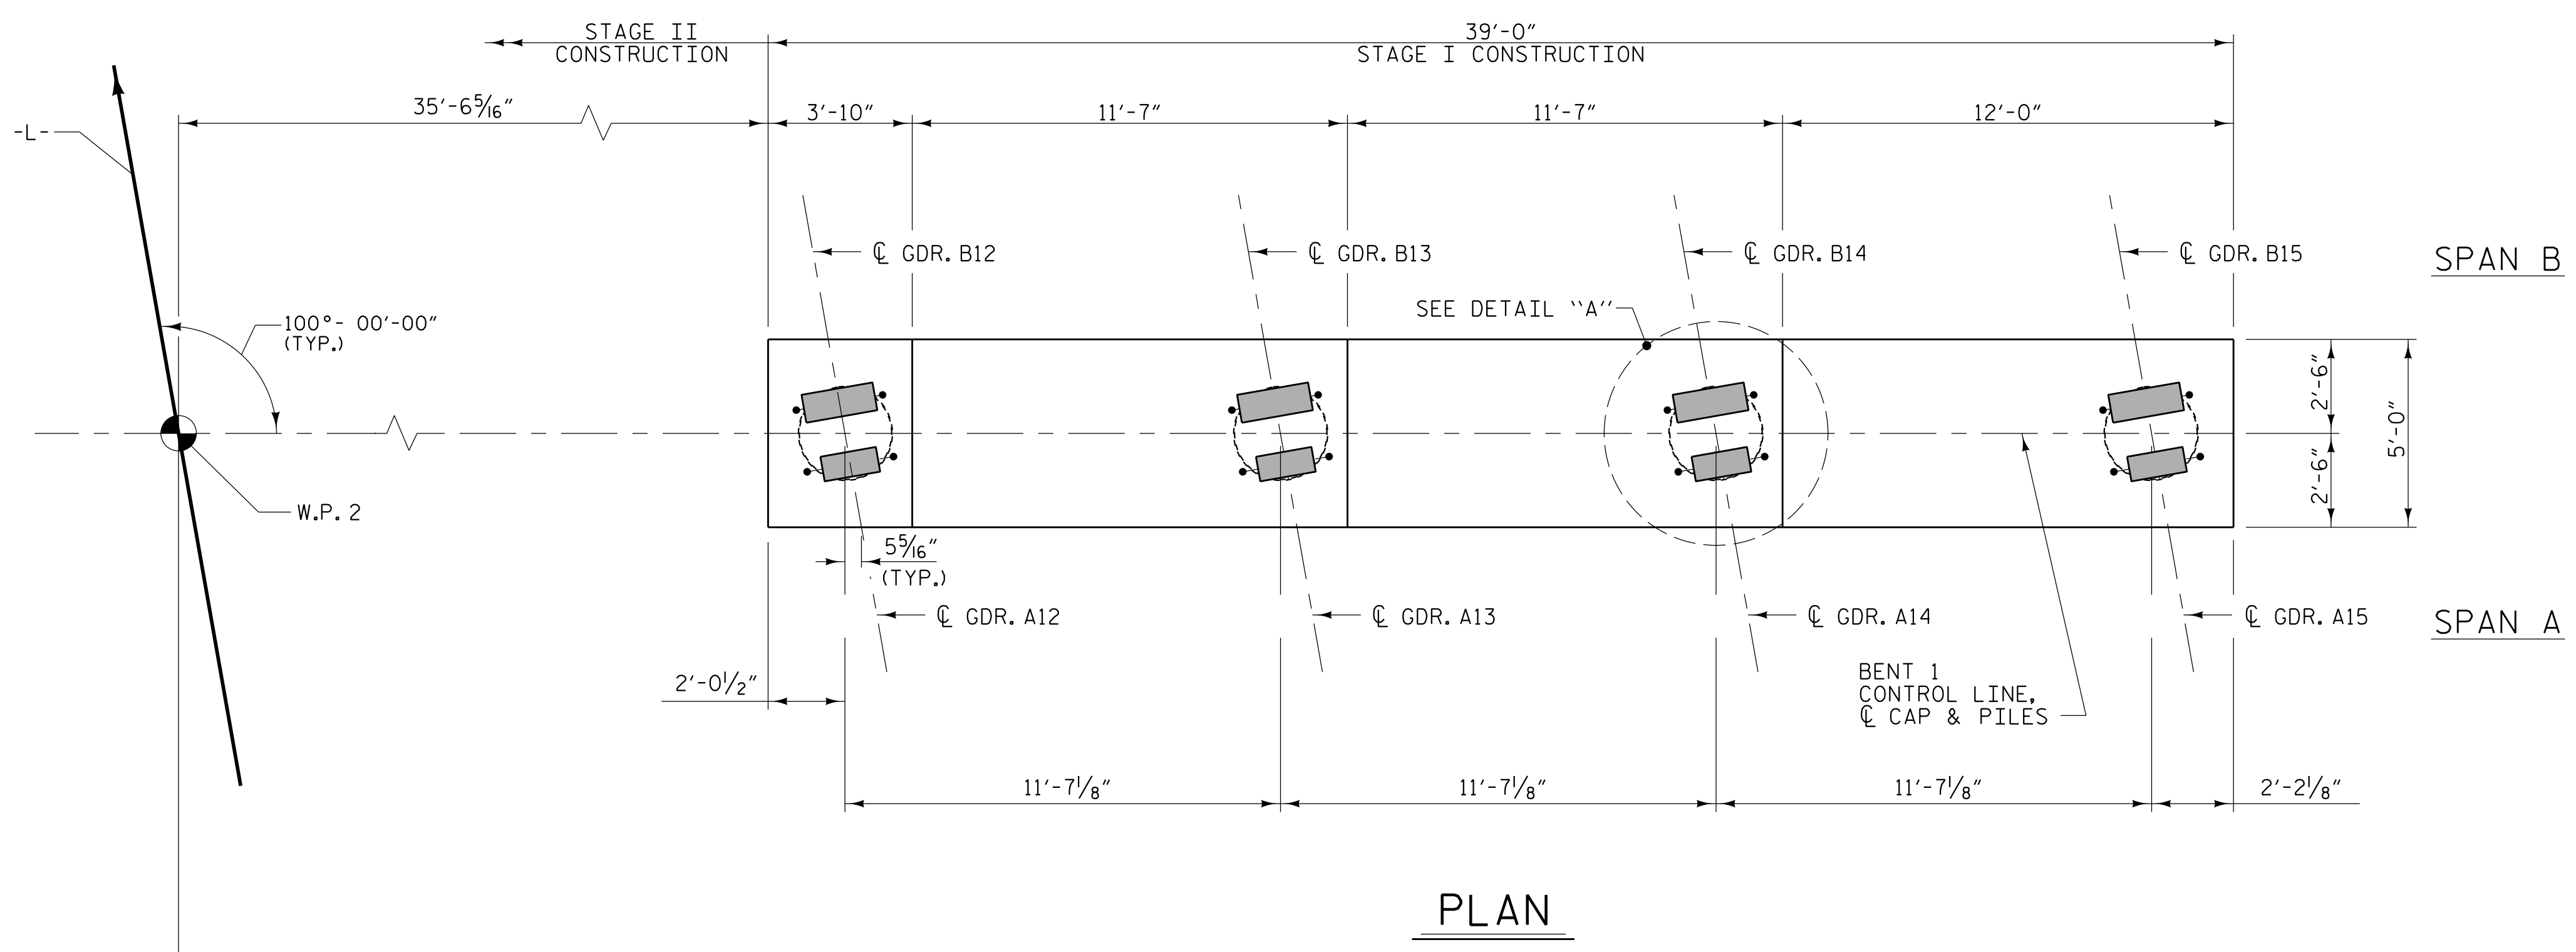 STAGE II
CONSTRUCTION
39'-0"
STAGE I CONSTRUCTION
35'-6 5/16"
3'-10"
11'-7"
11'-7"
12'-0"
-L-
℄ GDR. B12
℄ GDR. B13
℄ GDR. B14
℄ GDR. B15
SPAN B
SEE DETAIL "A"
100°- 00'-00"
(TYP.)
2'-6"
5'-0"
2'-6"
W.P. 2
5 5/16"
(TYP.)
℄ GDR. A12
℄ GDR. A13
℄ GDR. A14
℄ GDR. A15
SPAN A
2'-0 1/2"
BENT 1
CONTROL LINE,
℄ CAP & PILES
11'-7 1/8"
11'-7 1/8"
11'-7 1/8"
2'-2 1/8"
PLAN